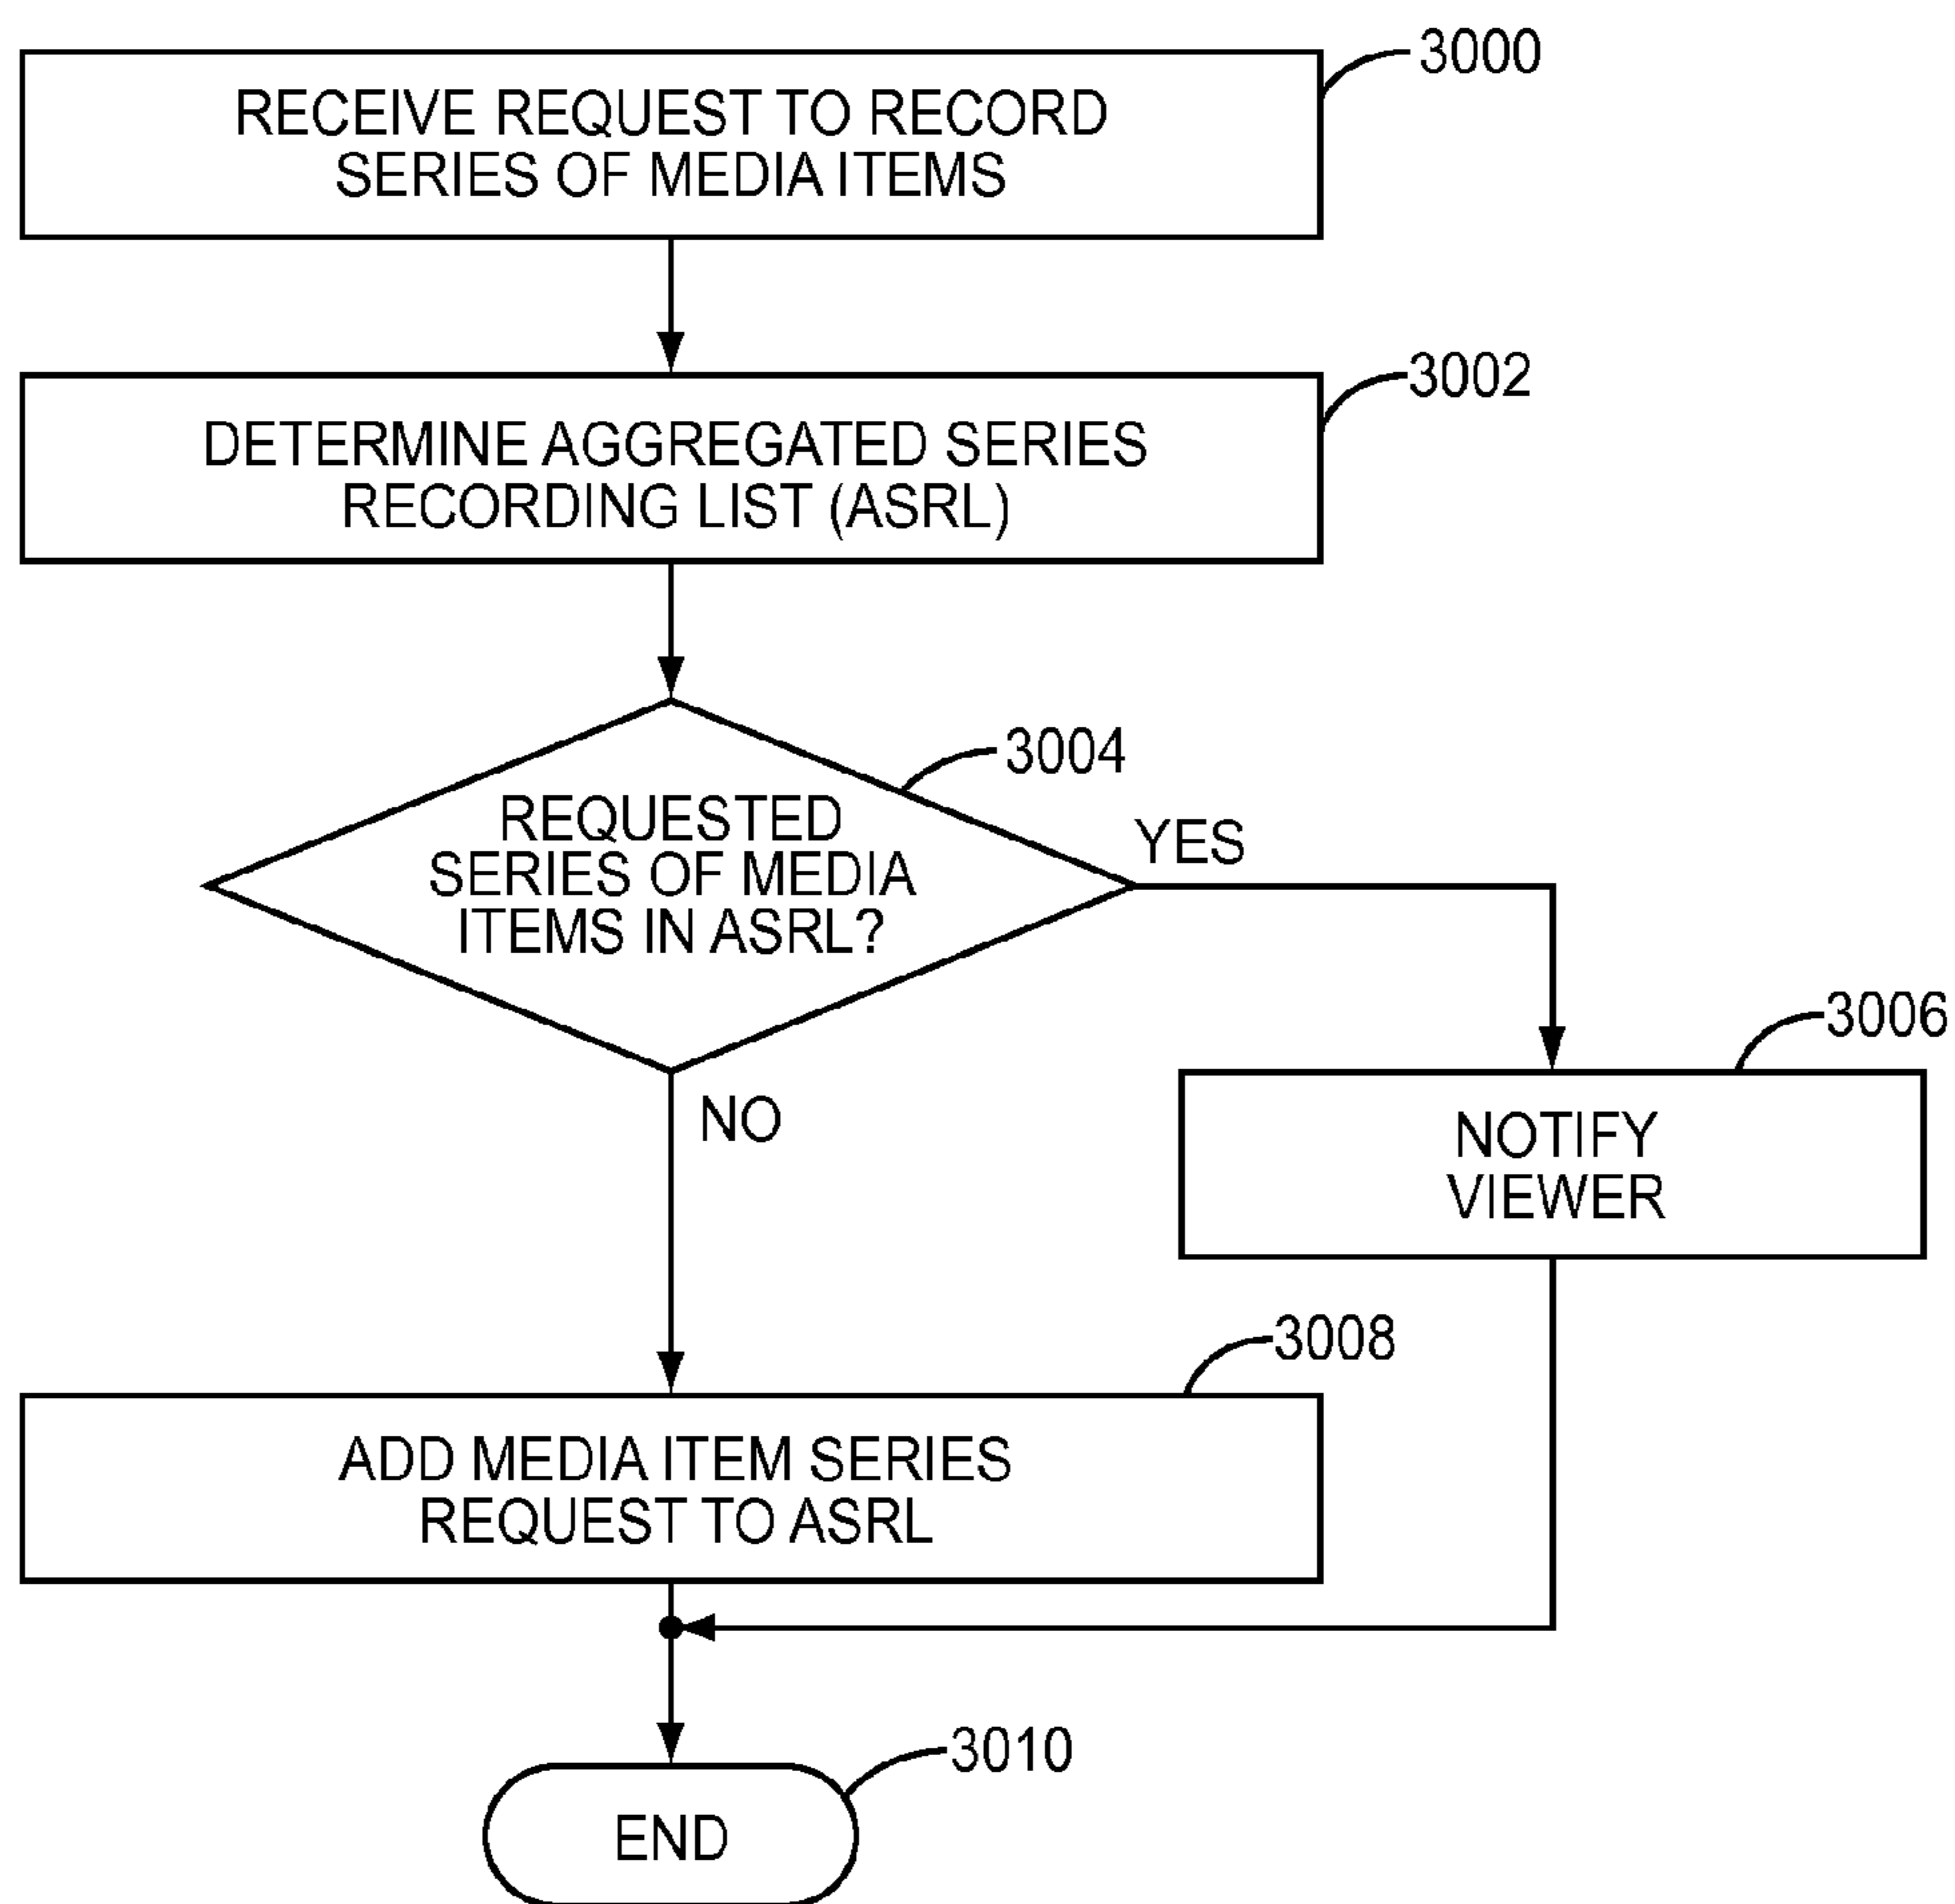 3000
RECEIVE REQUEST TO RECORD
SERIES OF MEDIA ITEMS
3002
DETERMINE AGGREGATED SERIES
RECORDING LIST (ASRL)
3004
REQUESTED
SERIES OF MEDIA
ITEMS IN ASRL?
YES
3006
NOTIFY
VIEWER
NO
3008
ADD MEDIA ITEM SERIES
REQUEST TO ASRL
3010
END